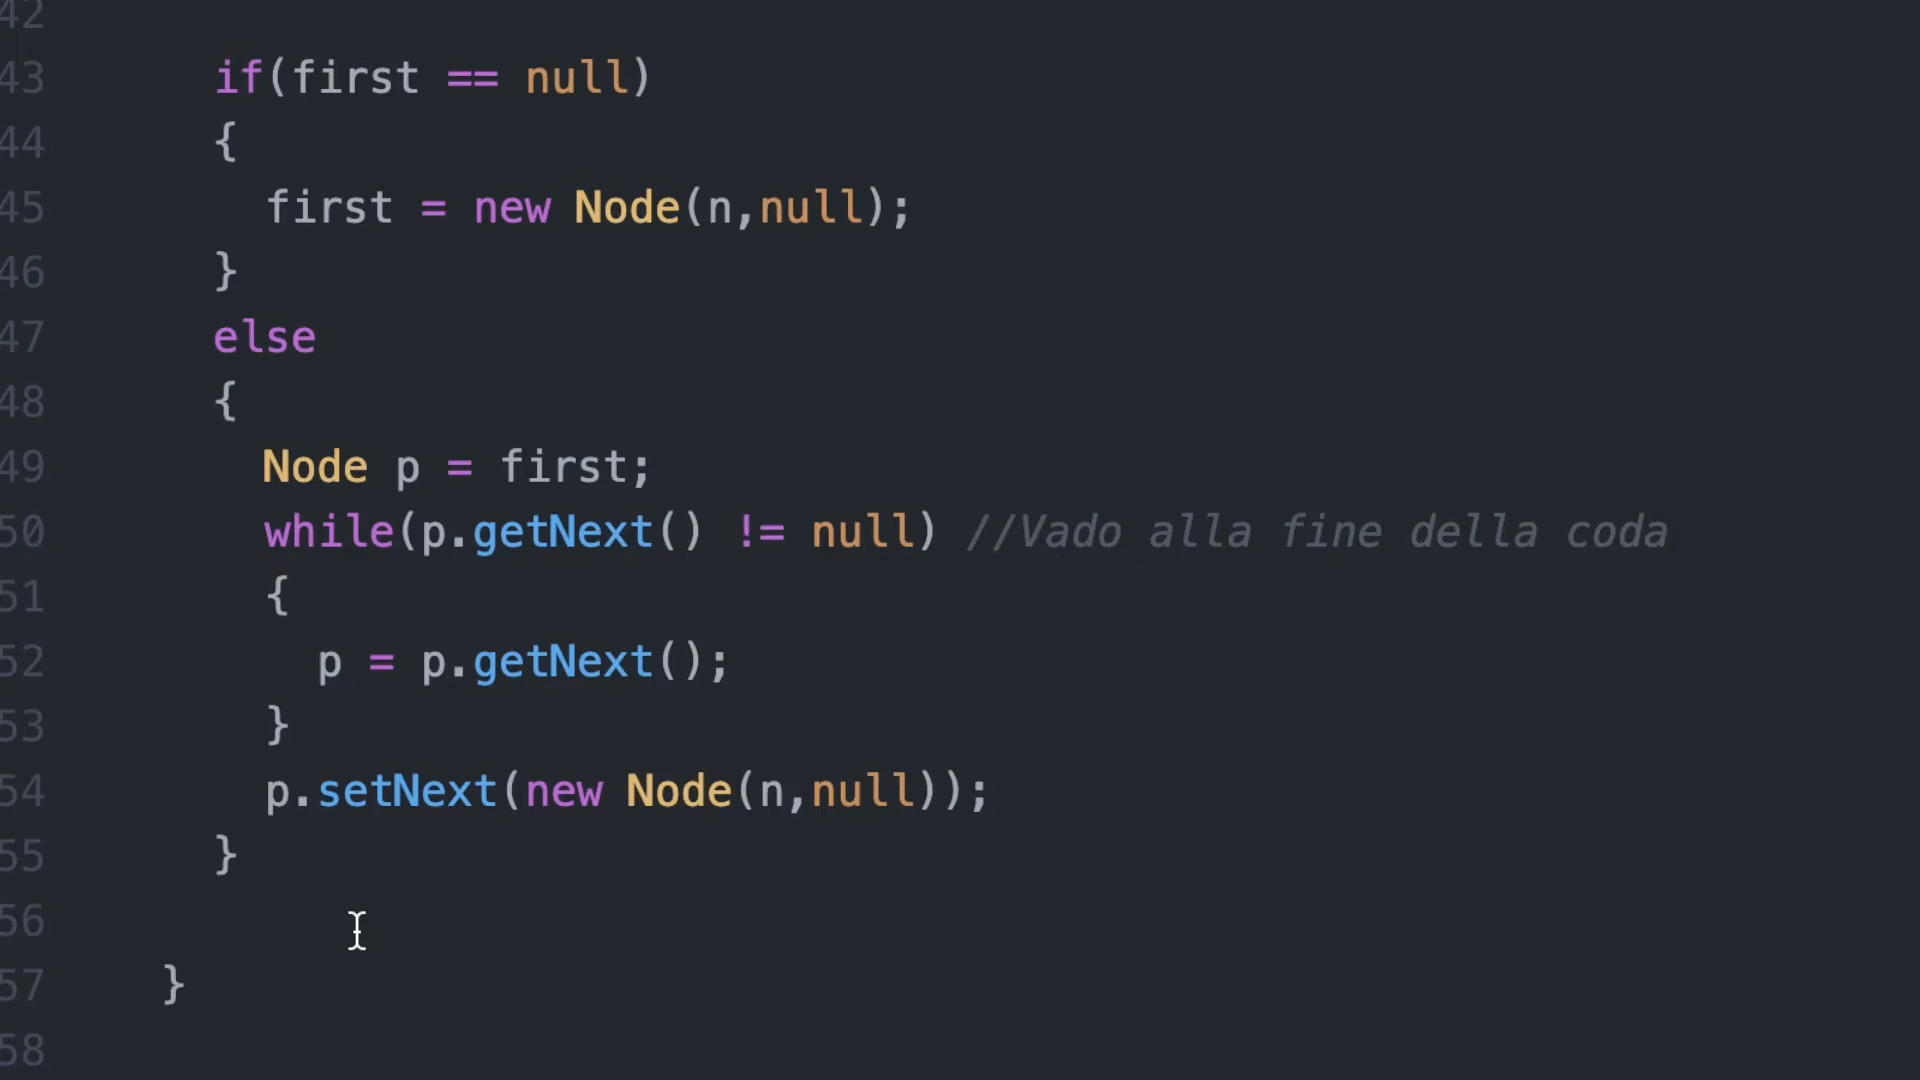 42
43 if(first == null)
44 {
45 first = new Node(n,null);
46 }
47 else
48 {
49 Node p = first;
50 while(p.getNext() != null) //Vado alla fine della coda
51 {
52 p = p.getNext();
53 }
54 p.setNext(new Node(n,null));
55 }
56
57 }
58